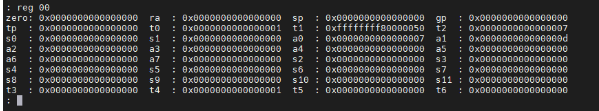 : reg 00
zero: 0x0000000000000000 ra : 0x0000000000000000 sp : 0x0000000000000000 gp : 0x0000000000000000
tp : 0x0000000000000000 t0 : 0x0000000000000001 t1 : 0xffffffff80000050 t2 : 0x0000000000000007
s0 : 0x0000000000000000 s1 : 0x0000000000000000 a0 : 0x0000000000000007 a1 : 0x000000000000000d
a2 : 0x0000000000000000 a3 : 0x0000000000000000 a4 : 0x0000000000000000 a5 : 0x0000000000000000
a6 : 0x0000000000000000 a7 : 0x0000000000000000 s2 : 0x0000000000000000 s3 : 0x0000000000000000
s4 : 0x0000000000000000 s5 : 0x0000000000000000 s6 : 0x0000000000000000 s7 : 0x0000000000000000
s8 : 0x0000000000000000 s9 : 0x0000000000000000 s10 : 0x0000000000000000 s11 : 0x0000000000000000
t3 : 0x0000000000000000 t4 : 0x0000000000000001 t5 : 0x0000000000000000 t6 : 0x0000000000000000
: